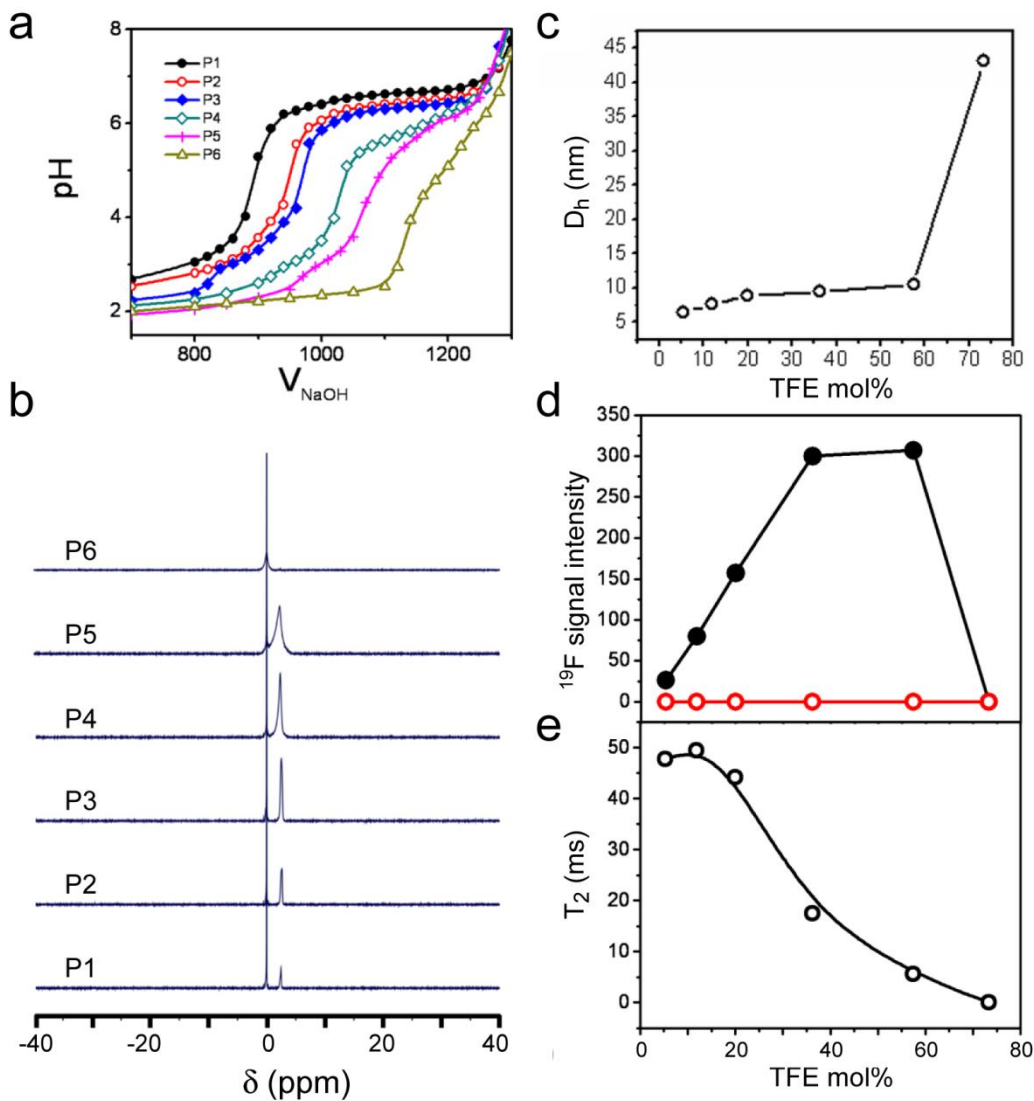 a
8
6
4
2
pH
P1
P2
P3
P4
P5
P6
800
1000
1200
V NaOH
b
P6
P5
P4
P3
P2
P1
-40
-20
0
20
40
δ (ppm)
c
45
40
35
30
25
20
15
10
5
D_h (nm)
0 10 20 30 40 50 60 70 80
TFE mol%
d
350
300
250
200
150
100
50
0
¹⁹F signal intensity
e
50
40
30
20
10
0
T₂ (ms)
0
20
40
60
80
TFE mol%